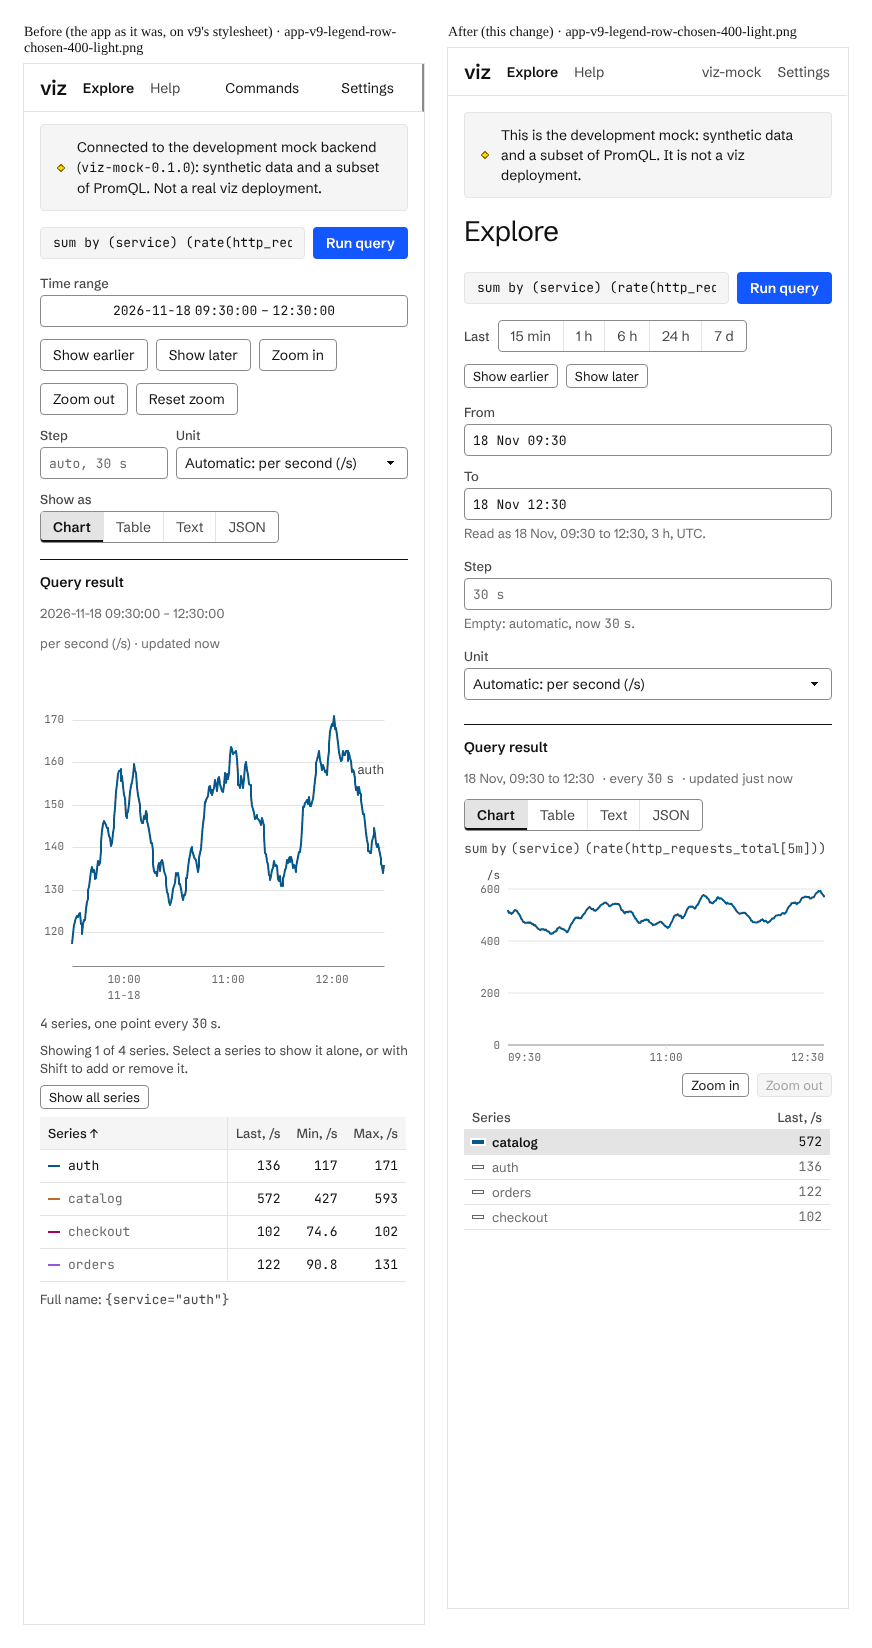 Before (the app as it was, on v9's stylesheet) · app-v9-legend-row-
chosen-400-light.png
viz Explore Help Commands Settings
Connected to the development mock backend
(viz-mock-0.1.0): synthetic data and a subset
of PromQL. Not a real viz deployment.
sum by (service) (rate(http_rec Run query
Time range
2026-11-18 09:30:00 – 12:30:00
Show earlier Show later Zoom in
Zoom out Reset zoom
Step Unit
auto, 30 s Automatic: per second (/s)
Show as
Chart Table Text JSON
Query result
2026-11-18 09:30:00 – 12:30:00
per second (/s) · updated now
170
160
auth
150
140
130
120
10:00 11:00 12:00
11-18
4 series, one point every 30 s.
Showing 1 of 4 series. Select a series to show it alone, or with
Shift to add or remove it.
Show all series
Series ↑ Last, /s Min, /s Max, /s
auth 136 117 171
catalog 572 427 593
checkout 102 74.6 102
orders 122 90.8 131
Full name: {service="auth"}
After (this change) · app-v9-legend-row-chosen-400-light.png
viz Explore Help viz-mock Settings
This is the development mock: synthetic data
and a subset of PromQL. It is not a viz
deployment.
Explore
sum by (service) (rate(http_rec Run query
Last 15 min 1 h 6 h 24 h 7 d
Show earlier Show later
From
18 Nov 09:30
To
18 Nov 12:30
Read as 18 Nov, 09:30 to 12:30, 3 h, UTC.
Step
30 s
Empty: automatic, now 30 s.
Unit
Automatic: per second (/s)
Query result
18 Nov, 09:30 to 12:30 · every 30 s · updated just now
Chart Table Text JSON
sum by (service) (rate(http_requests_total[5m]))
/s
600
400
200
0
09:30 11:00 12:30
Zoom in Zoom out
Series Last, /s
catalog 572
auth 136
orders 122
checkout 102